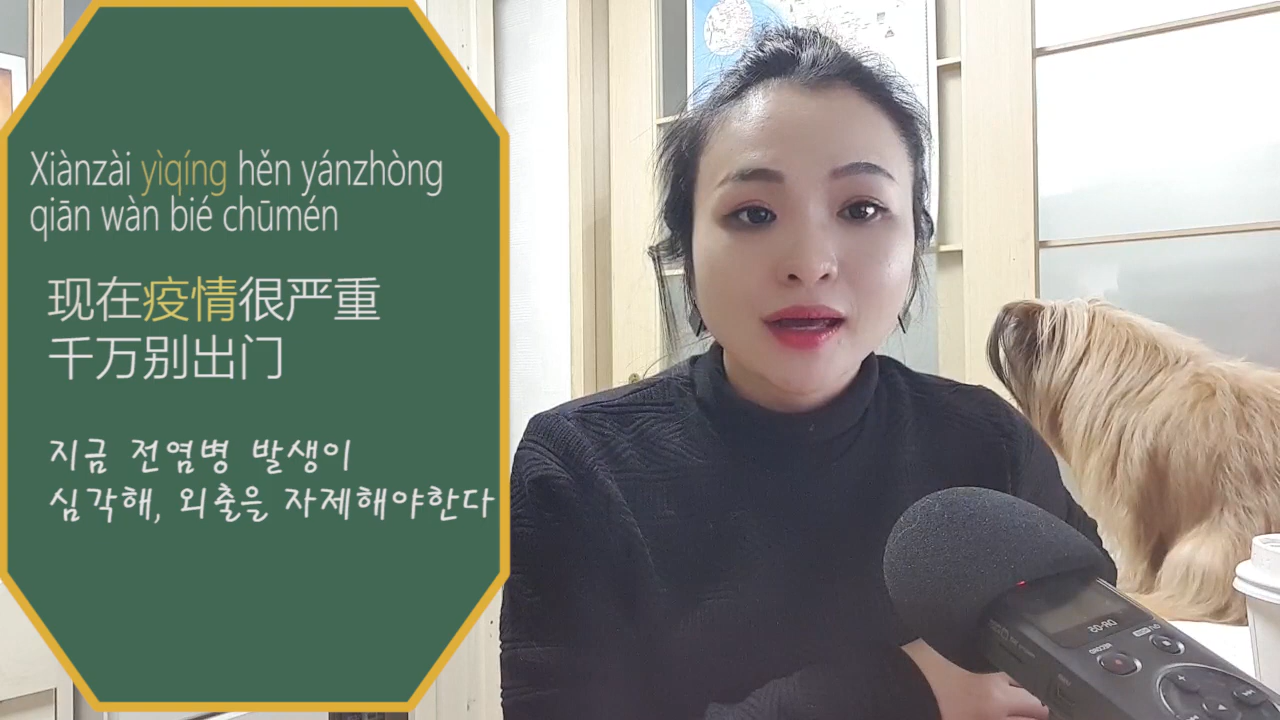 Xiànzài yìqíng hěn yánzhòng
qiān wàn bié chūmén
现在疫情很严重
千万别出门
지금 전염병 발생이
심각해, 외출을 자제해야한다
DR-05